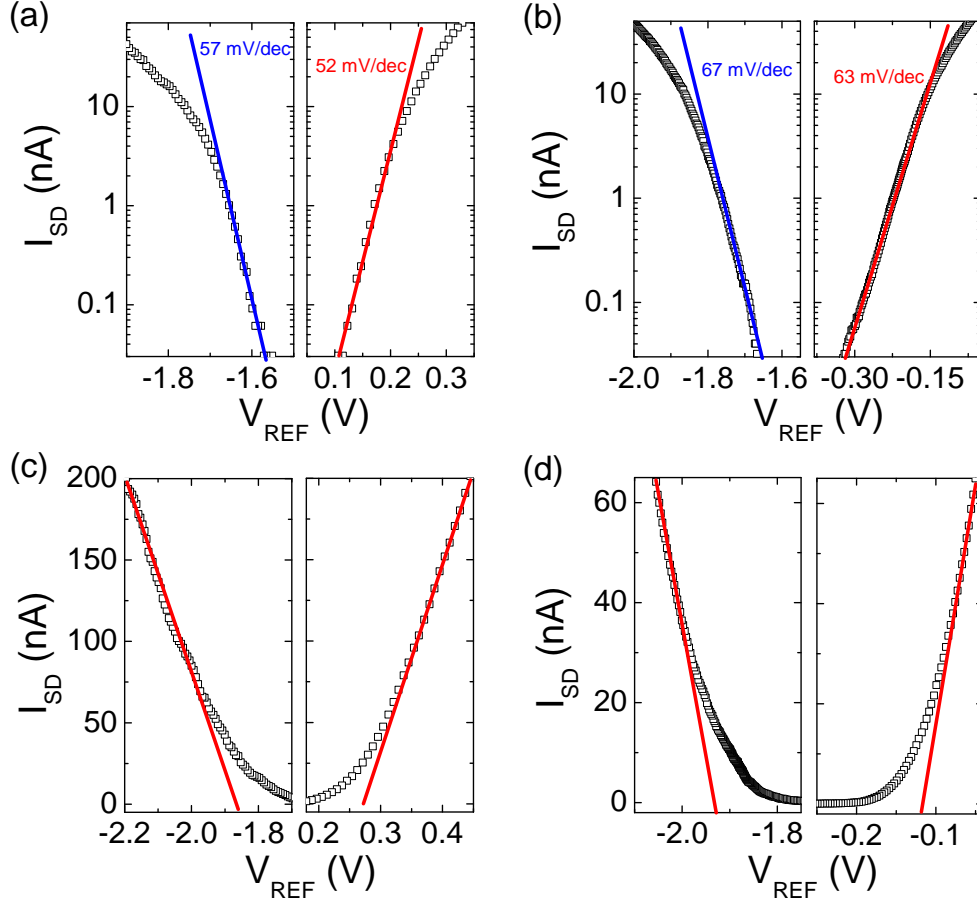 (a)
57 mV/dec
52 mV/dec
10
1
0.1
I_SD (nA)
-1.8 -1.6 0.1 0.2 0.3
V_REF (V)
(b)
67 mV/dec
63 mV/dec
10
1
0.1
I_SD (nA)
-2.0 -1.8 -1.6 -0.30 -0.15
V_REF (V)
(c)
200
150
100
50
0
I_SD (nA)
-2.2 -2.0 -1.8 0.2 0.3 0.4
V_REF (V)
(d)
60
40
20
0
I_SD (nA)
-2.0 -1.8 -0.2 -0.1
V_REF (V)